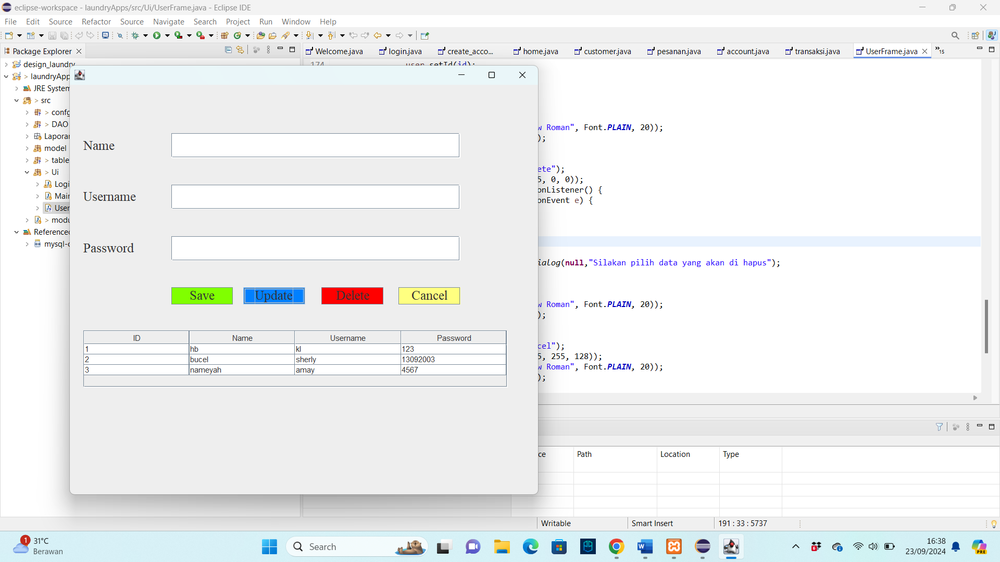 eclipse-workspace - laundryApps/src/Ui/UserFrame.java - Eclipse IDE
File Edit Source Refactor Source Navigate Search Project Run Window Help
Package Explorer
Welcome.java login.java create_acco... home.java customer.java pesanan.java account.java transaksi.java UserFrame.java »15
design_laundry
> laundryApp
JRE System
> src
> confg
> DAO
Laporan
model
> table
> Ui
Logi
Main
User
> modu
Referenced
mysql-c
174 user.setId(id);
w Roman", Font.PLAIN, 20));
);
ete");
5, 0, 0));
onListener() {
onEvent e) {
ialog(null,"Silakan pilih data yang akan di hapus");
w Roman", Font.PLAIN, 20));
);
cel");
5, 255, 128));
w Roman", Font.PLAIN, 20));
);
Name
Username
Password
Save Update Delete Cancel
ID Name Username Password
1 hb kl 123
2 bucel sherly 13092003
3 nameyah amay 4567
ce Path Location Type
Writable Smart Insert 191 : 33 : 5737
1 31°C
Berawan
Search
6
PRE
16:38
23/09/2024